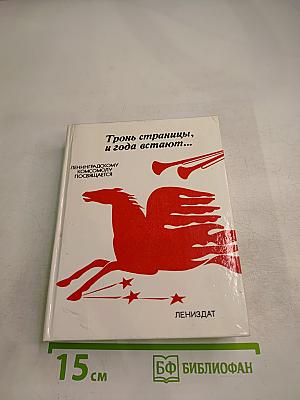 Тронь страницы,
и года встают...
ЛЕНИНГРАДСКОМУ
КОМСОМОЛУ
ПОСВЯЩАЕТСЯ
ЛЕНИЗДАТ
15 см
БФ БИБЛИОФАН